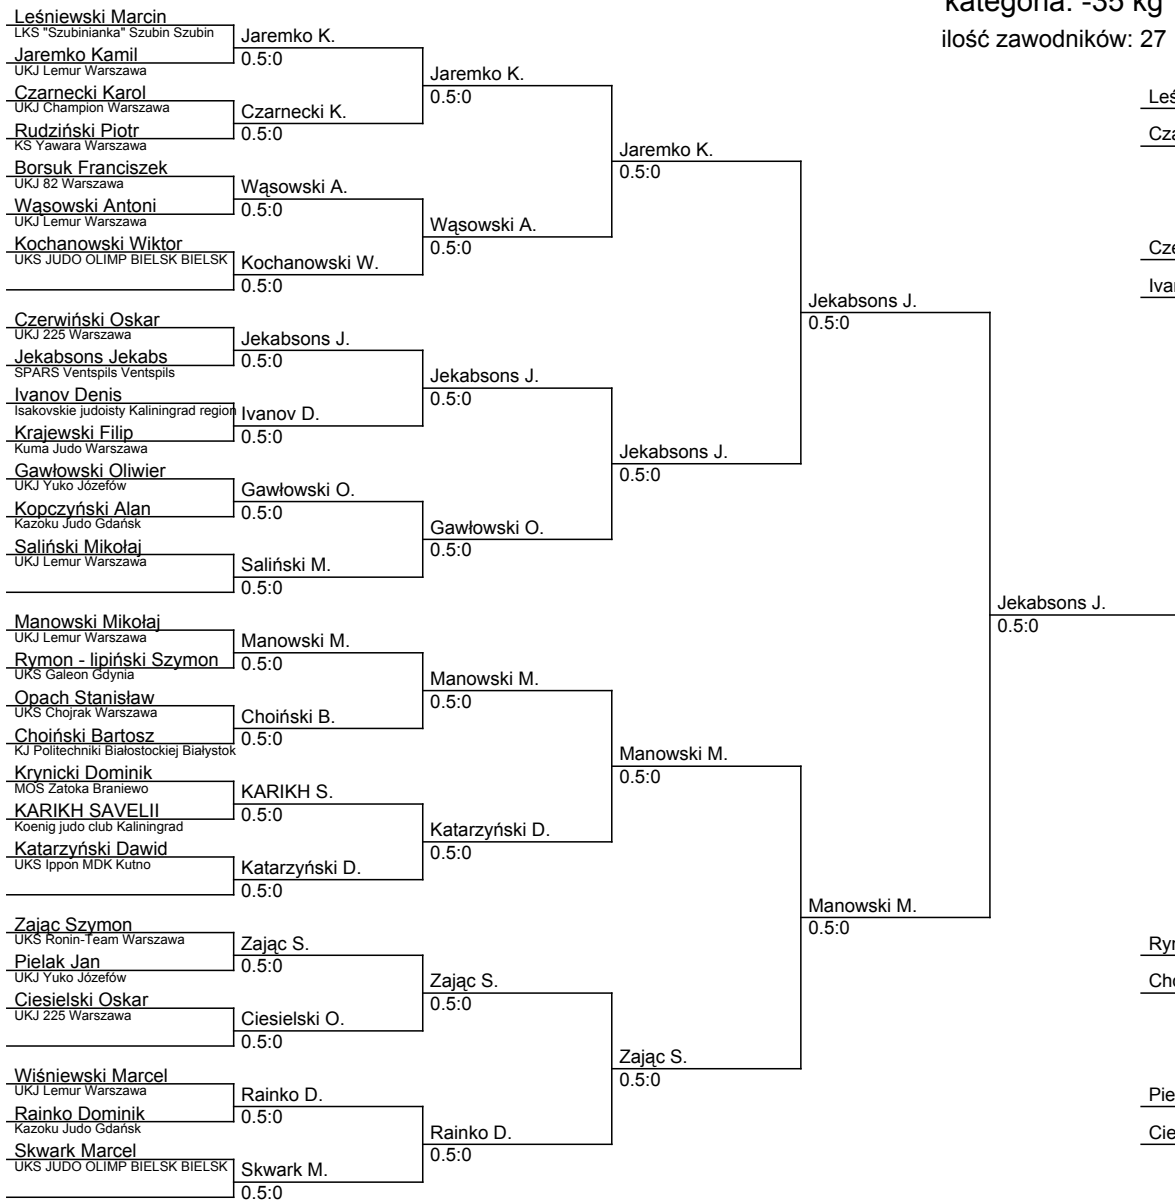 kategoria: -35 kg
ilość zawodników: 27
Leśniewski Marcin
LKS "Szubinianka" Szubin Szubin
Jaremko Kamil
UKJ Lemur Warszawa
Czarnecki Karol
UKJ Champion Warszawa
Rudziński Piotr
KS Yawara Warszawa
Borsuk Franciszek
UKJ 82 Warszawa
Wąsowski Antoni
UKJ Lemur Warszawa
Kochanowski Wiktor
UKS JUDO OLIMP BIELSK BIELSK
Czerwiński Oskar
UKJ 225 Warszawa
Jekabsons Jekabs
SPARS Ventspils Ventspils
Ivanov Denis
Isakovskie judoisty Kaliningrad region
Krajewski Filip
Kuma Judo Warszawa
Gawłowski Oliwier
UKJ Yuko Józefów
Kopczyński Alan
Kazoku Judo Gdańsk
Saliński Mikołaj
UKJ Lemur Warszawa
Manowski Mikołaj
UKJ Lemur Warszawa
Rymon - lipiński Szymon
UKS Galeon Gdynia
Opach Stanisław
UKS Chojrak Warszawa
Choiński Bartosz
KJ Politechniki Białostockiej Białystok
Krynicki Dominik
MOS Zatoka Braniewo
KARIKH SAVELII
Koenig judo club Kaliningrad
Katarzyński Dawid
UKS Ippon MDK Kutno
Zając Szymon
UKS Ronin-Team Warszawa
Pielak Jan
UKJ Yuko Józefów
Ciesielski Oskar
UKJ 225 Warszawa
Wiśniewski Marcel
UKJ Lemur Warszawa
Rainko Dominik
Kazoku Judo Gdańsk
Skwark Marcel
UKS JUDO OLIMP BIELSK BIELSK
Jaremko K.
0.5:0
Czarnecki K.
0.5:0
Wąsowski A.
0.5:0
Kochanowski W.
0.5:0
Jekabsons J.
0.5:0
Ivanov D.
0.5:0
Gawłowski O.
0.5:0
Saliński M.
0.5:0
Manowski M.
0.5:0
Choiński B.
0.5:0
KARIKH S.
0.5:0
Katarzyński D.
0.5:0
Zając S.
0.5:0
Ciesielski O.
0.5:0
Rainko D.
0.5:0
Skwark M.
0.5:0
Jaremko K.
0.5:0
Wąsowski A.
0.5:0
Jekabsons J.
0.5:0
Gawłowski O.
0.5:0
Manowski M.
0.5:0
Katarzyński D.
0.5:0
Zając S.
0.5:0
Rainko D.
0.5:0
Jaremko K.
0.5:0
Jekabsons J.
0.5:0
Manowski M.
0.5:0
Zając S.
0.5:0
Jekabsons J.
0.5:0
Manowski M.
0.5:0
Jekabsons J.
0.5:0